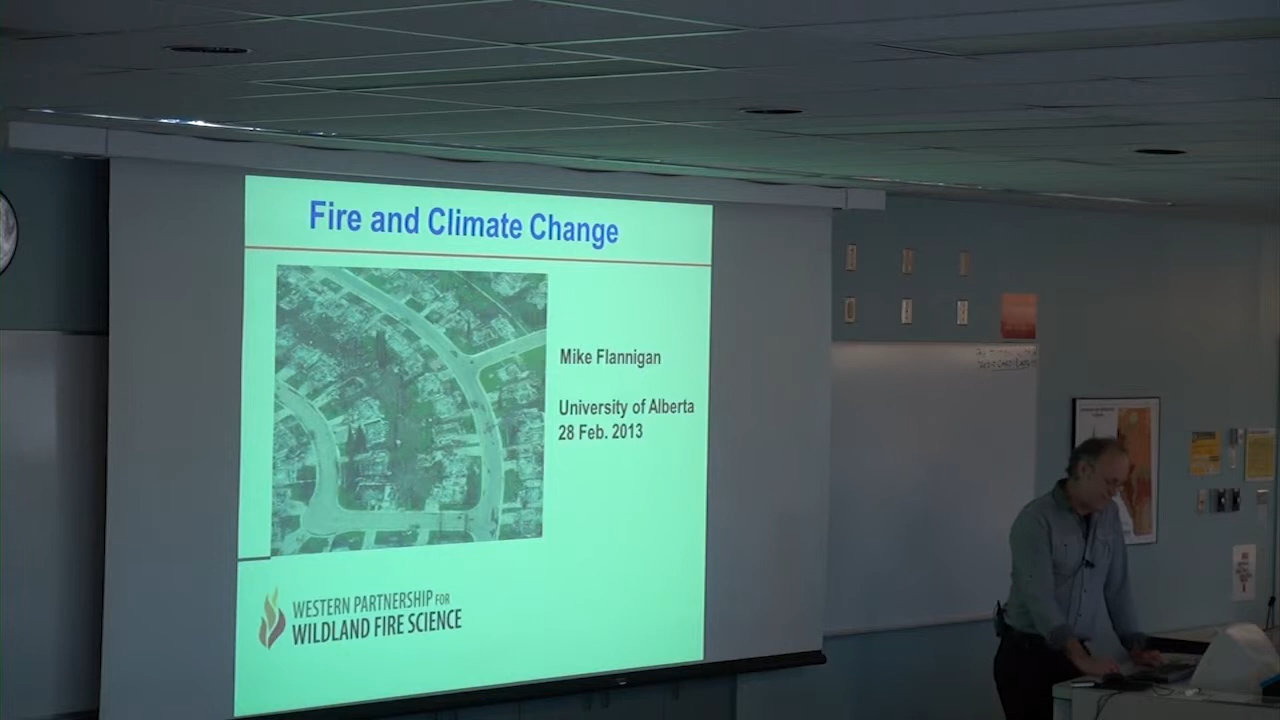 Fire and Climate Change
Mike Flannigan
University of Alberta
28 Feb. 2013
WESTERN PARTNERSHIP FOR
WILDLAND FIRE SCIENCE